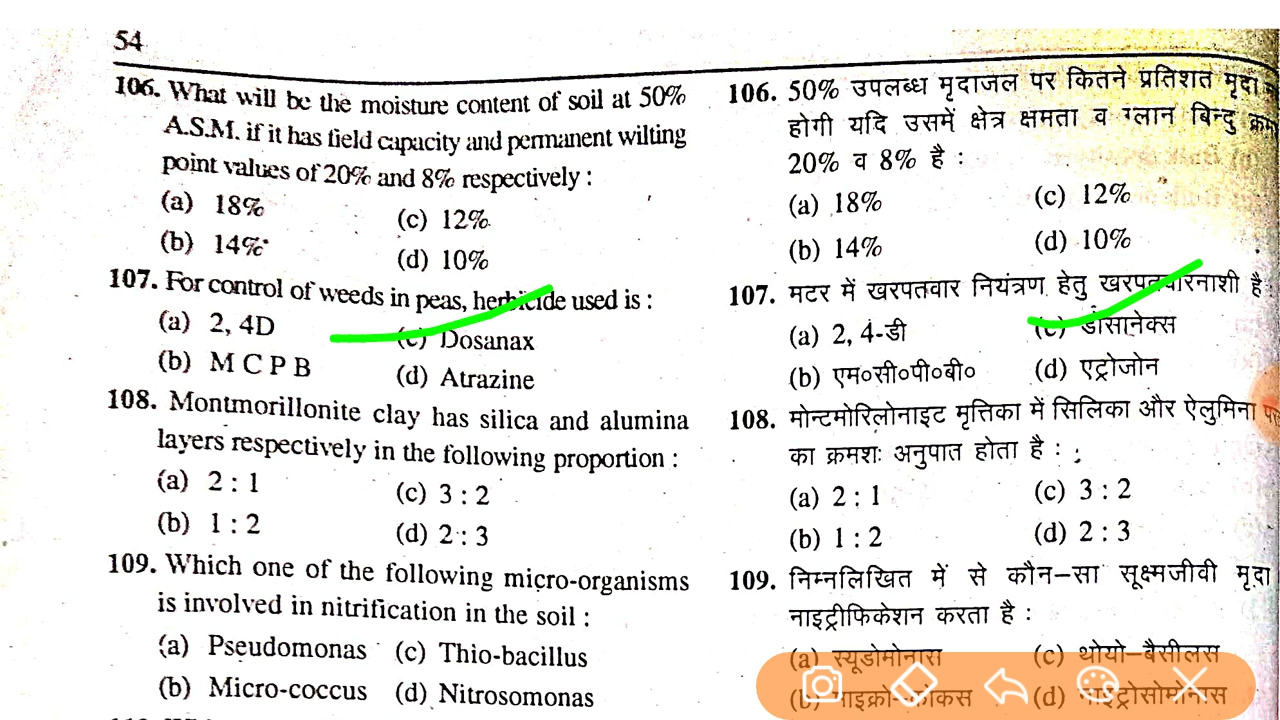 54
106. What will be the moisture content of soil at 50%
A.S.M. if it has field capacity and permanent wilting
point values of 20% and 8% respectively :
(a) 18%
(c) 12%
(b) 14%
(d) 10%
107. For control of weeds in peas, herbicide used is :
(a) 2, 4D
(c) Dosanax
(b) M C P B
(d) Atrazine
108. Montmorillonite clay has silica and alumina
layers respectively in the following proportion :
(a) 2 : 1
(c) 3 : 2
(b) 1 : 2
(d) 2 : 3
109. Which one of the following micro-organisms
is involved in nitrification in the soil :
(a) Pseudomonas
(c) Thio-bacillus
(b) Micro-coccus
(d) Nitrosomonas
106. 50% उपलब्ध मृदाजल पर कितने प्रतिशत मृदा
होगी यदि उसमें क्षेत्र क्षमता व ग्लान बिन्दु
20% व 8% है :
(a) 18%
(c) 12%
(b) 14%
(d) 10%
107. मटर में खरपतवार नियंत्रण हेतु खरपतवारनाशी है
(a) 2, 4-डी
(c) डोसानेक्स
(b) एम०सी०पी०बी०
(d) एट्रोजोन
108. मोन्टमोरिलोनाइट मृत्तिका में सिलिका और ऐलुमिना
का क्रमशः अनुपात होता है :
(a) 2 : 1
(c) 3 : 2
(b) 1 : 2
(d) 2 : 3
109. निम्नलिखित में से कौन-सा सूक्ष्मजीवी मृदा
नाइट्रीफिकेशन करता है :
(a) स्यूडोमोनास
(c) थोयो-बैसीलस
(b) माइक्रो-कोकस
(d) नाइट्रोसोमोनास